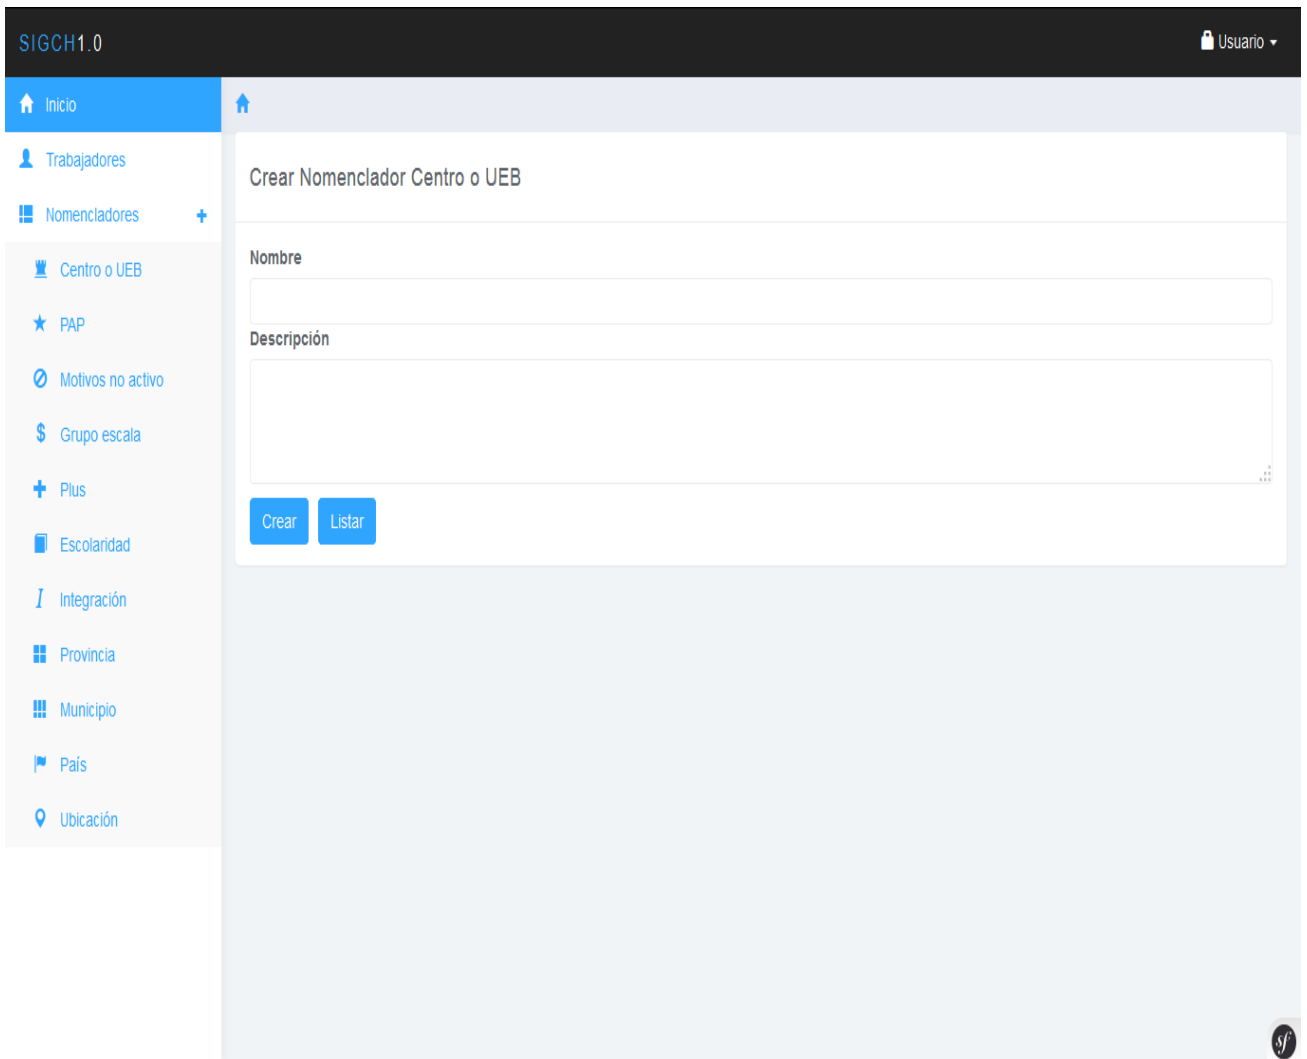 SIGCH1.0
Usuario
Inicio
Trabajadores
Nomencladores
Centro o UEB
PAP
Motivos no activo
Grupo escala
Plus
Escolaridad
Integración
Provincia
Municipio
País
Ubicación
Crear Nomenclador Centro o UEB
Nombre
Descripción
Crear Listar
sf